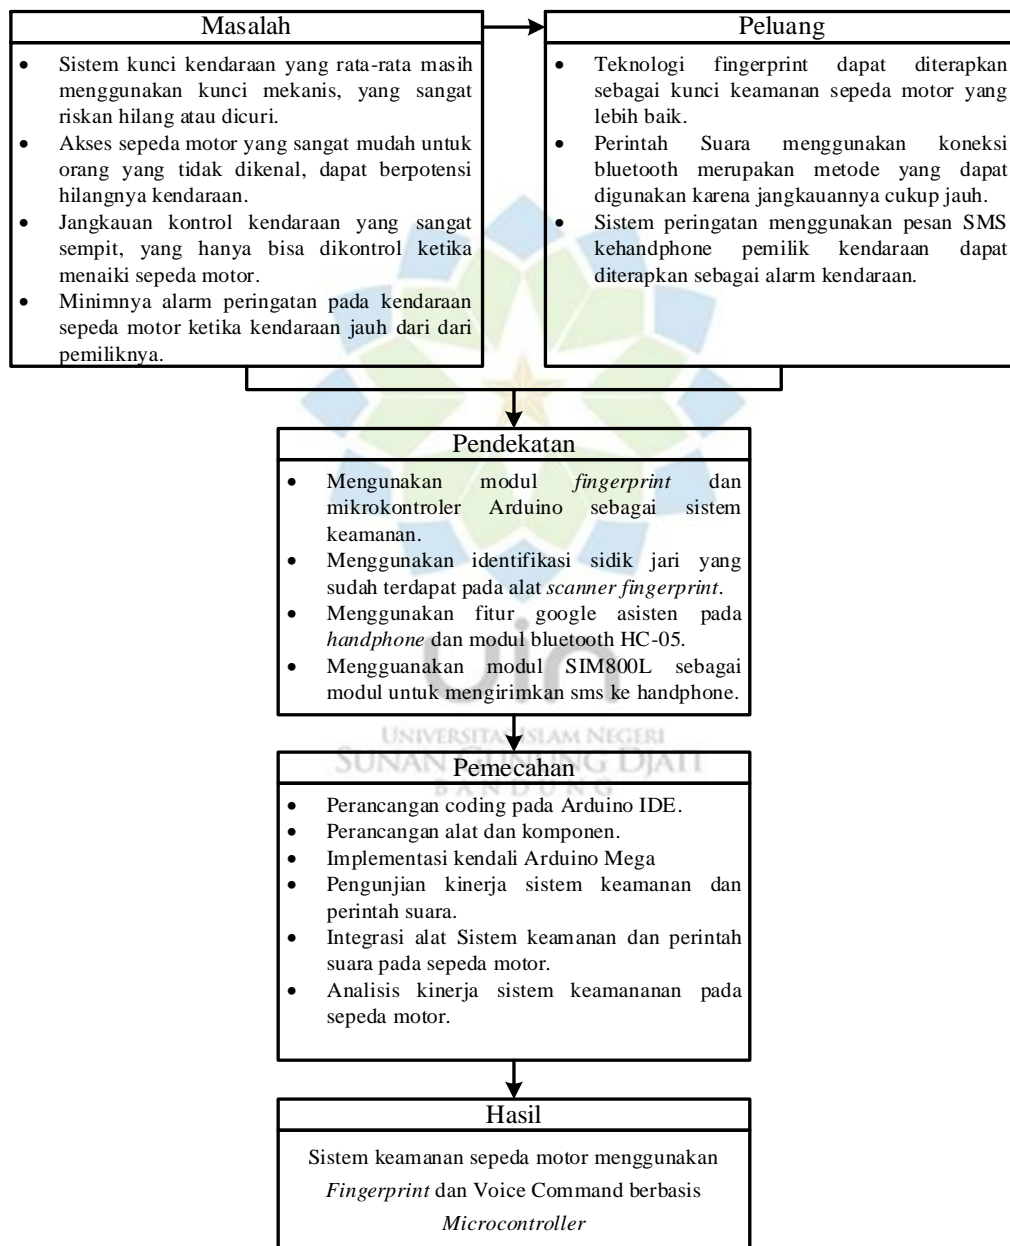 Masalah
• Sistem kunci kendaraan yang rata-rata masih
menggunakan kunci mekanis, yang sangat
riskan hilang atau dicuri.
• Akses sepeda motor yang sangat mudah untuk
orang yang tidak dikenal, dapat berpotensi
hilangnya kendaraan.
• Jangkauan kontrol kendaraan yang sangat
sempit, yang hanya bisa dikontrol ketika
menaiki sepeda motor.
• Minimnya alarm peringatan pada kendaraan
sepeda motor ketika kendaraan jauh dari dari
pemiliknya.
Peluang
• Teknologi fingerprint dapat diterapkan
sebagai kunci keamanan sepeda motor yang
lebih baik.
• Perintah Suara menggunakan koneksi
bluetooth merupakan metode yang dapat
digunakan karena jangkauannya cukup jauh.
• Sistem peringatan menggunakan pesan SMS
kehandphone pemilik kendaraan dapat
diterapkan sebagai alarm kendaraan.
Pendekatan
• Mengunakan modul fingerprint dan
mikrokontroler Arduino sebagai sistem
keamanan.
• Menggunakan identifikasi sidik jari yang
sudah terdapat pada alat scanner fingerprint.
• Menggunakan fitur google asisten pada
handphone dan modul bluetooth HC-05.
• Mengguanakan modul SIM800L sebagai
modul untuk mengirimkan sms ke handphone.
uin
UNIVERSITAS ISLAM NEGERI
SUNAN GUNUNG DJATI
BANDUNG
Pemecahan
• Perancangan coding pada Arduino IDE.
• Perancangan alat dan komponen.
• Implementasi kendali Arduino Mega
• Pengunjian kinerja sistem keamanan dan
perintah suara.
• Integrasi alat Sistem keamanan dan perintah
suara pada sepeda motor.
• Analisis kinerja sistem keamananan pada
sepeda motor.
Hasil
Sistem keamanan sepeda motor menggunakan
Fingerprint dan Voice Command berbasis
Microcontroller